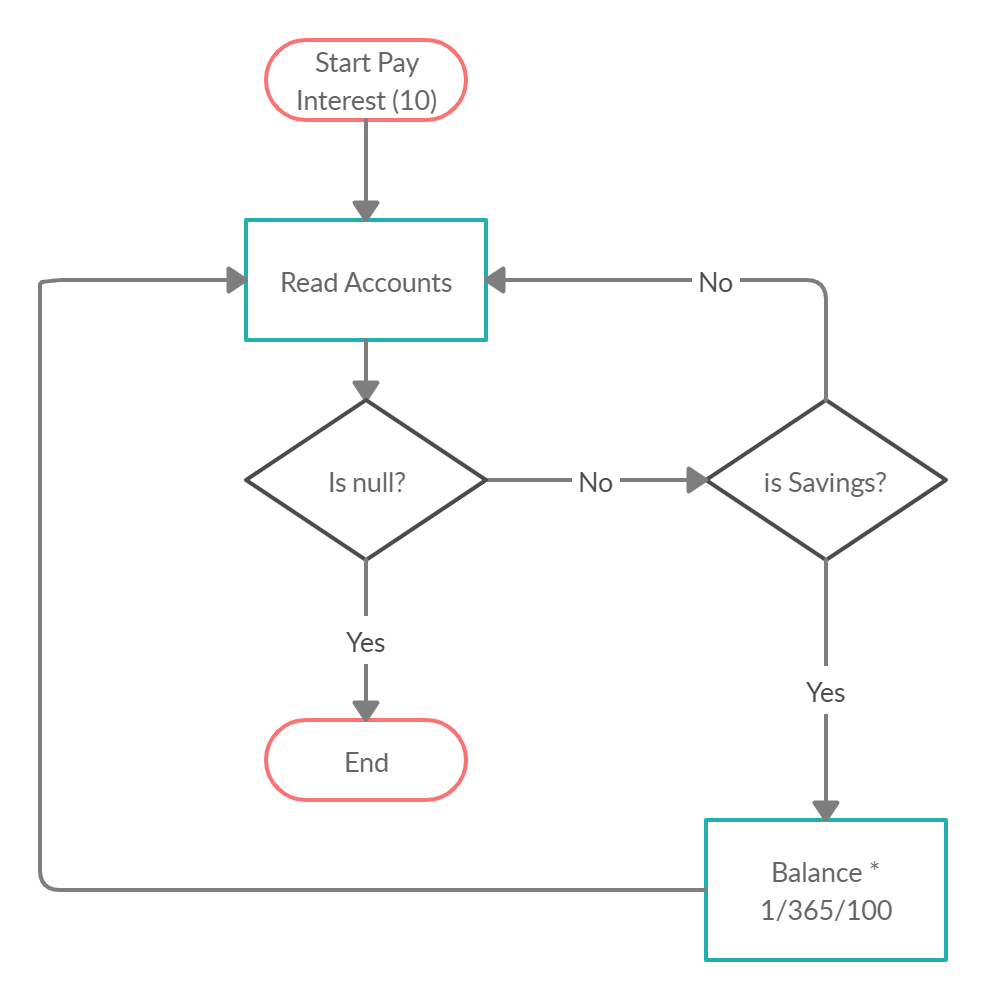 Start Pay
Interest (10)
Read Accounts
No
Is null?
No
is Savings?
Yes
Yes
End
Balance *
1/365/100